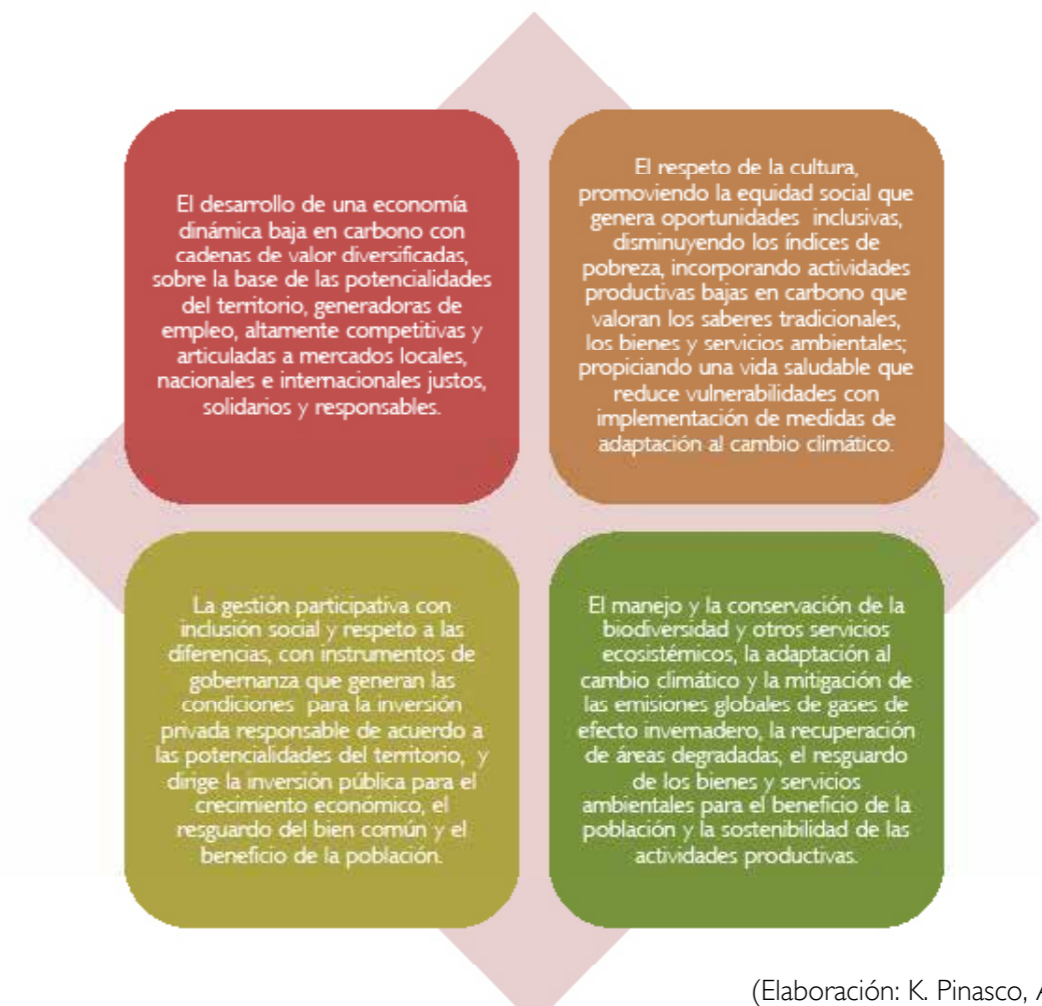 El desarrollo de una economía
dinámica baja en carbono con
cadenas de valor diversificadas,
sobre la base de las potencialidades
del territorio, generadoras de
empleo, altamente competitivas y
articuladas a mercados locales,
nacionales e internacionales justos,
solidarios y responsables.
El respeto de la cultura,
promoviendo la equidad social que
genera oportunidades inclusivas,
disminuyendo los índices de
pobreza, incorporando actividades
productivas bajas en carbono que
valoran los saberes tradicionales,
los bienes y servicios ambientales;
propiciando una vida saludable que
reduce vulnerabilidades con
implementación de medidas de
adaptación al cambio climático.
La gestión participativa con
inclusión social y respeto a las
diferencias, con instrumentos de
gobernanza que generan las
condiciones para la inversión
privada responsable de acuerdo a
las potencialidades del territorio, y
dirige la inversión pública para el
crecimiento económico, el
resguardo del bien común y el
beneficio de la población.
El manejo y la conservación de la
biodiversidad y otros servicios
ecosistémicos, la adaptación al
cambio climático y la mitigación de
las emisiones globales de gases de
efecto invernadero, la recuperación
de áreas degradadas, el resguardo
de los bienes y servicios
ambientales para el beneficio de la
población y la sostenibilidad de las
actividades productivas.
(Elaboración: K. Pinasco,